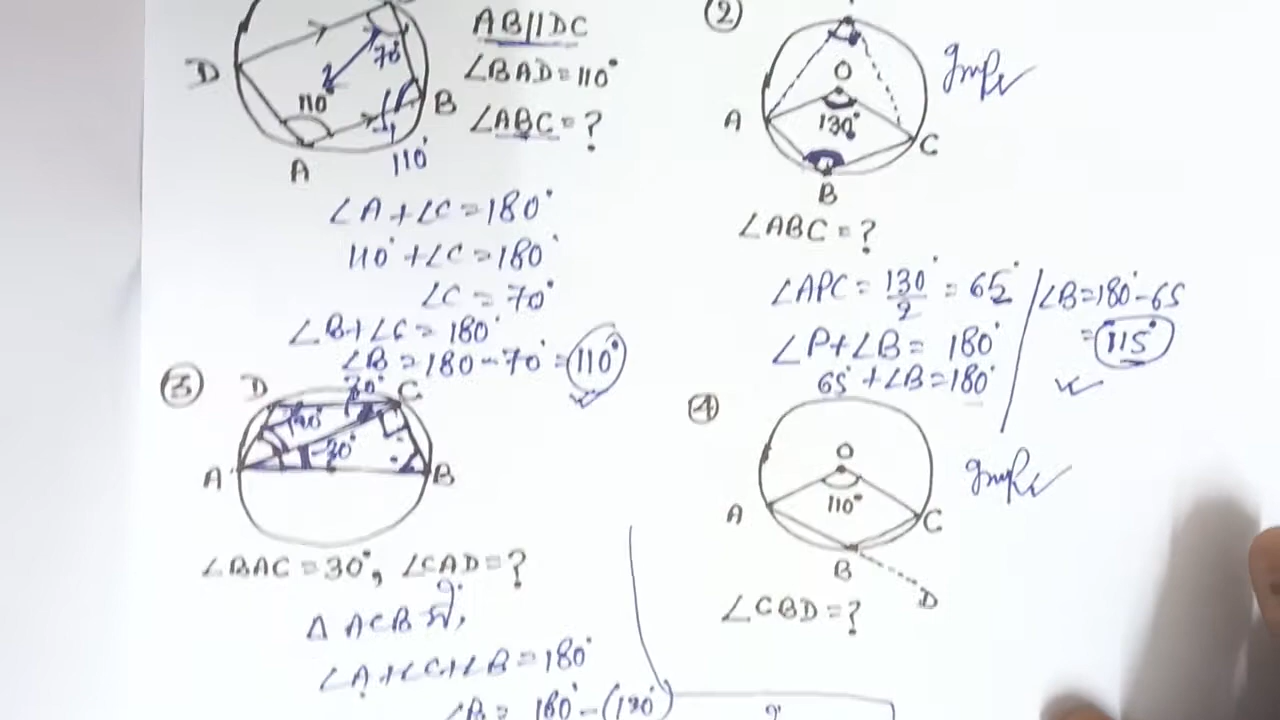 AB||DC
∠BAD=110°
∠ABC=?
D
70°
110°
B
A
110°
∠A+∠C=180°
110°+∠C=180°
∠C=70°
∠B+∠C=180°
∠B=180-70°=110°
②
O
130°
A
C
B
∠ABC=?
∠APC=130°/2=65°
∠P+∠B=180°
65°+∠B=180°
∠B=180°-65
=115°
③
D
C
30°
A
B
∠BAC=30°, ∠CAD=?
Δ ACB में,
∠A+∠C+∠B=180°
∠B=180°-(120°)
④
O
110°
A
C
B
D
∠CBD=?